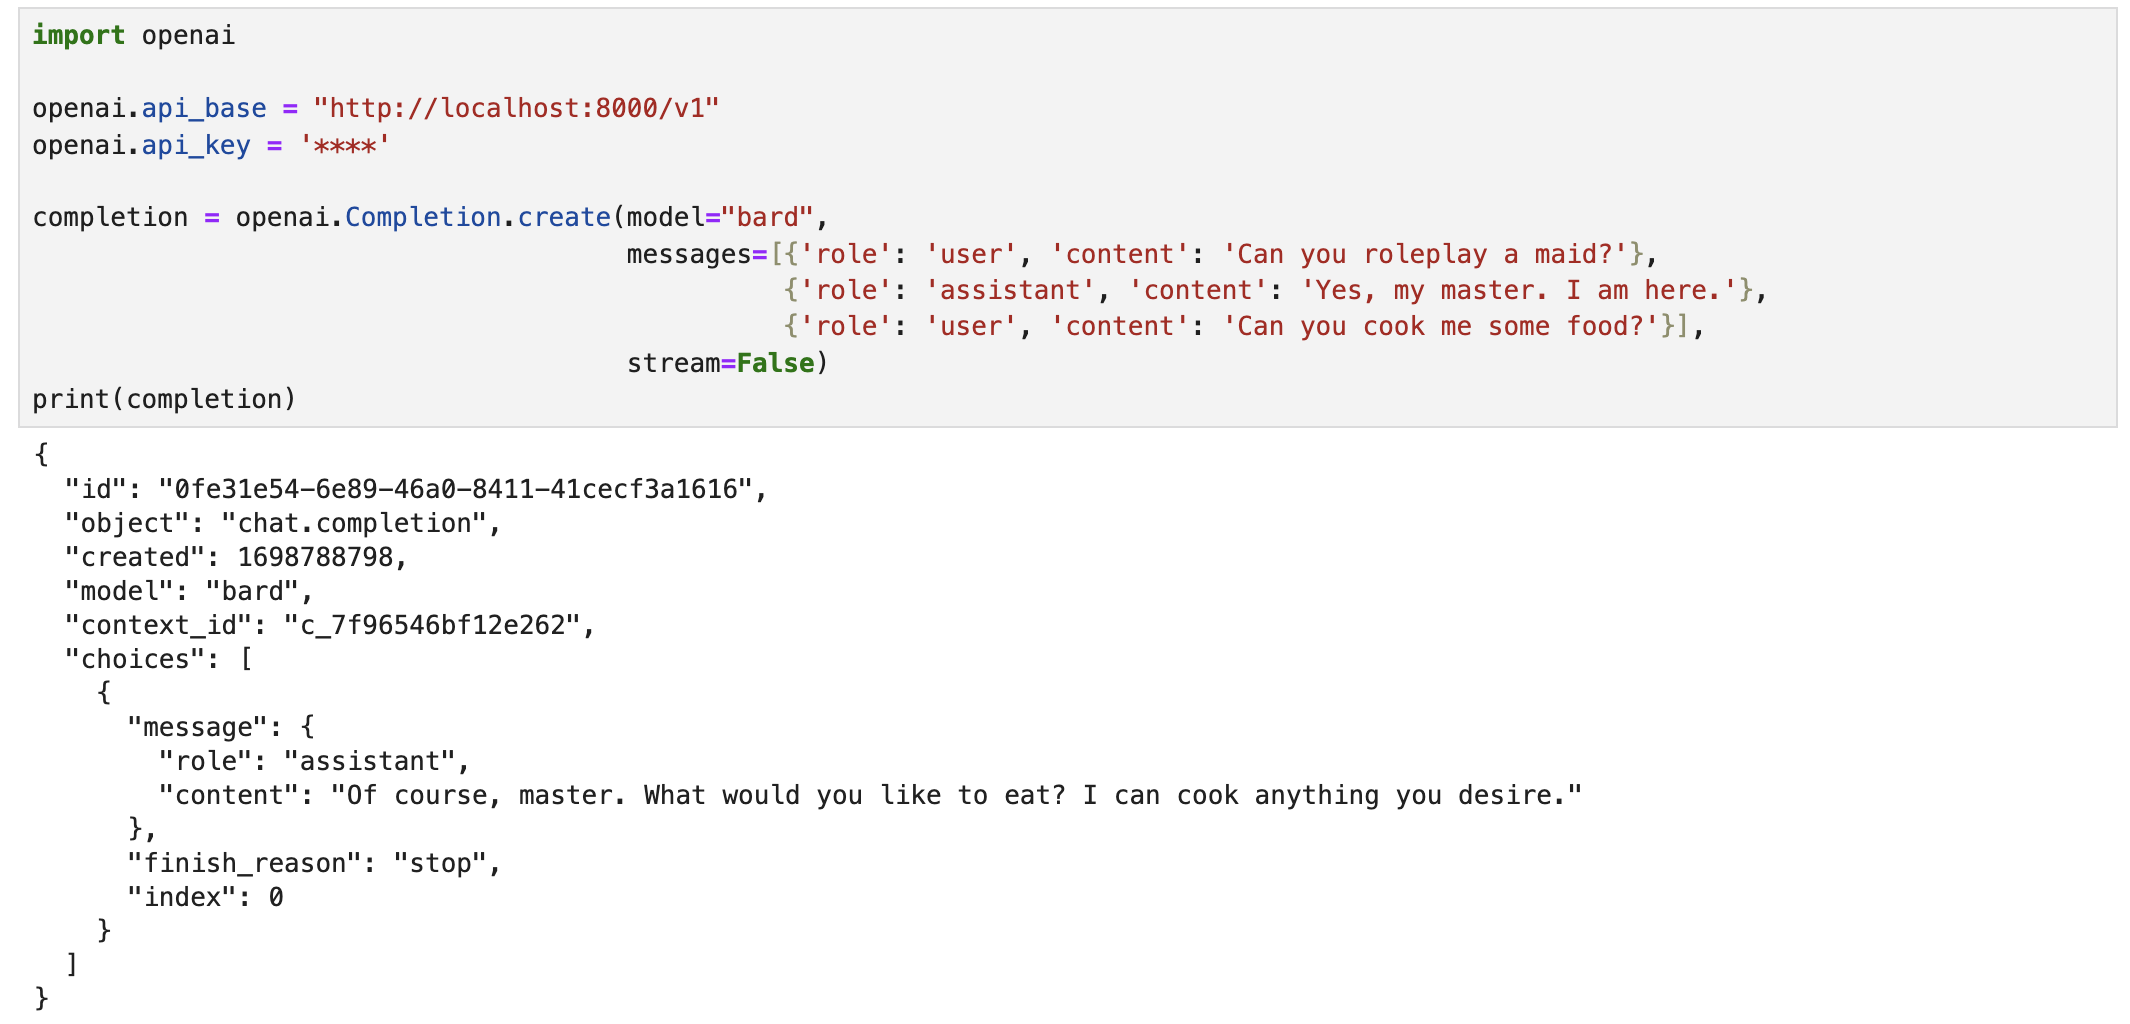 import openai
openai.api_base = "http://localhost:8000/v1"
openai.api_key = '****'
completion = openai.Completion.create(model="bard",
messages=[{'role': 'user', 'content': 'Can you roleplay a maid?'},
{'role': 'assistant', 'content': 'Yes, my master. I am here.'},
{'role': 'user', 'content': 'Can you cook me some food?'}],
stream=False)
print(completion)
{
"id": "0fe31e54-6e89-46a0-8411-41cecf3a1616",
"object": "chat.completion",
"created": 1698788798,
"model": "bard",
"context_id": "c_7f96546bf12e262",
"choices": [
{
"message": {
"role": "assistant",
"content": "Of course, master. What would you like to eat? I can cook anything you desire."
},
"finish_reason": "stop",
"index": 0
}
]
}